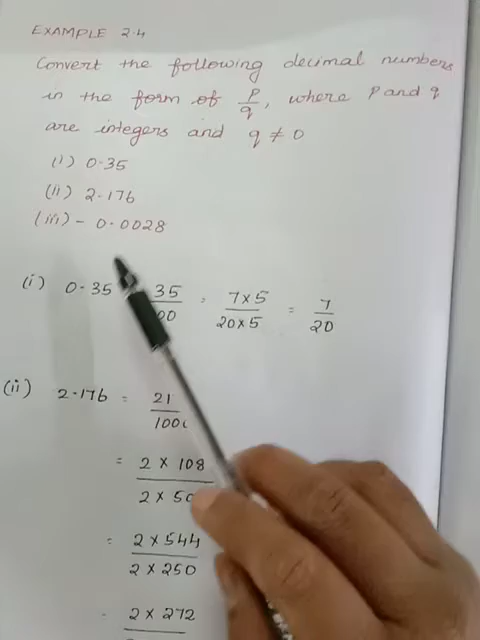 EXAMPLE 2.4
Convert the following decimal numbers
in the form of p/q, where p and q
are integers and q ≠ 0
(i) 0.35
(ii) 2.176
(iii) - 0.0028
(i) 0.35 35/00 = 7×5/20×5 = 7/20
(ii) 2.176 = 21/100
= 2 × 108/2 × 50
= 2 × 544/2 × 250
2 × 272